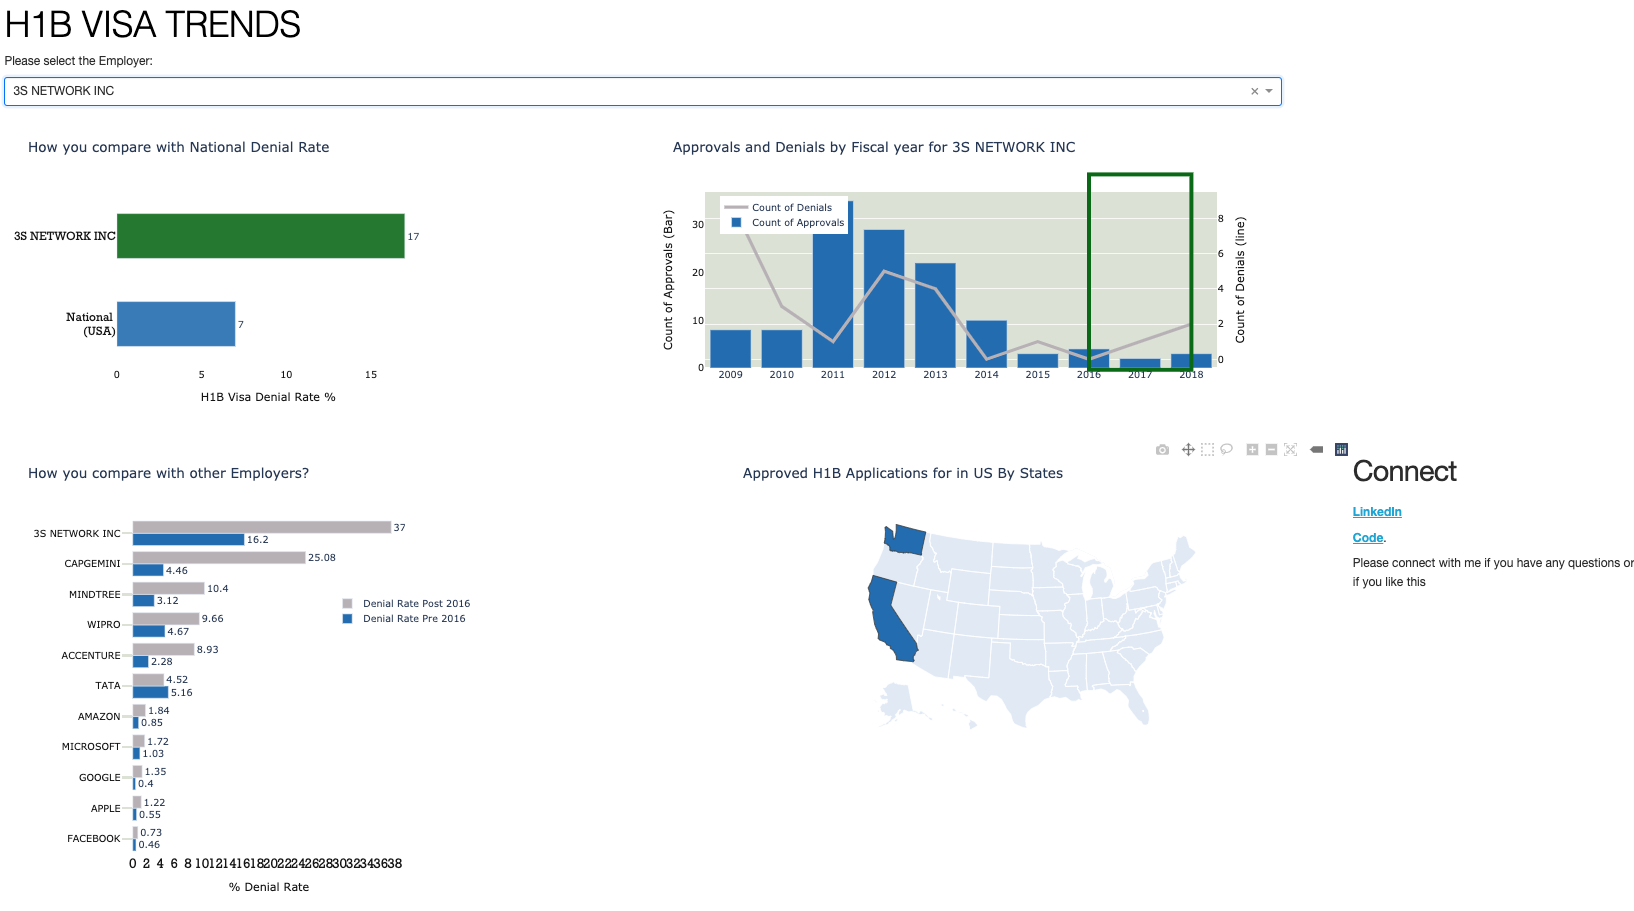 H1B VISA TRENDS
Please select the Employer:
3S NETWORK INC
How you compare with National Denial Rate
3S NETWORK INC
17
National
(USA)
7
0 5 10 15
H1B Visa Denial Rate %
Approvals and Denials by Fiscal year for 3S NETWORK INC
Count of Approvals (Bar)
30
20
10
0
Count of Denials
Count of Approvals
8
6
4
2
0
Count of Denials (line)
2009 2010 2011 2012 2013 2014 2015 2016 2017 2018
How you compare with other Employers?
3S NETWORK INC
37
16.2
CAPGEMINI
25.08
4.46
MINDTREE
10.4
3.12
WIPRO
9.66
4.67
ACCENTURE
8.93
2.28
TATA
4.52
5.16
AMAZON
1.84
0.85
MICROSOFT
1.72
1.03
GOOGLE
1.35
0.4
APPLE
1.22
0.55
FACEBOOK
0.73
0.46
Denial Rate Post 2016
Denial Rate Pre 2016
0 2 4 6 8 10 12 14 16 18 20 22 24 26 28 30 32 34 36 38
% Denial Rate
Approved H1B Applications for in US By States
Connect
LinkedIn
Code.
Please connect with me if you have any questions or
if you like this